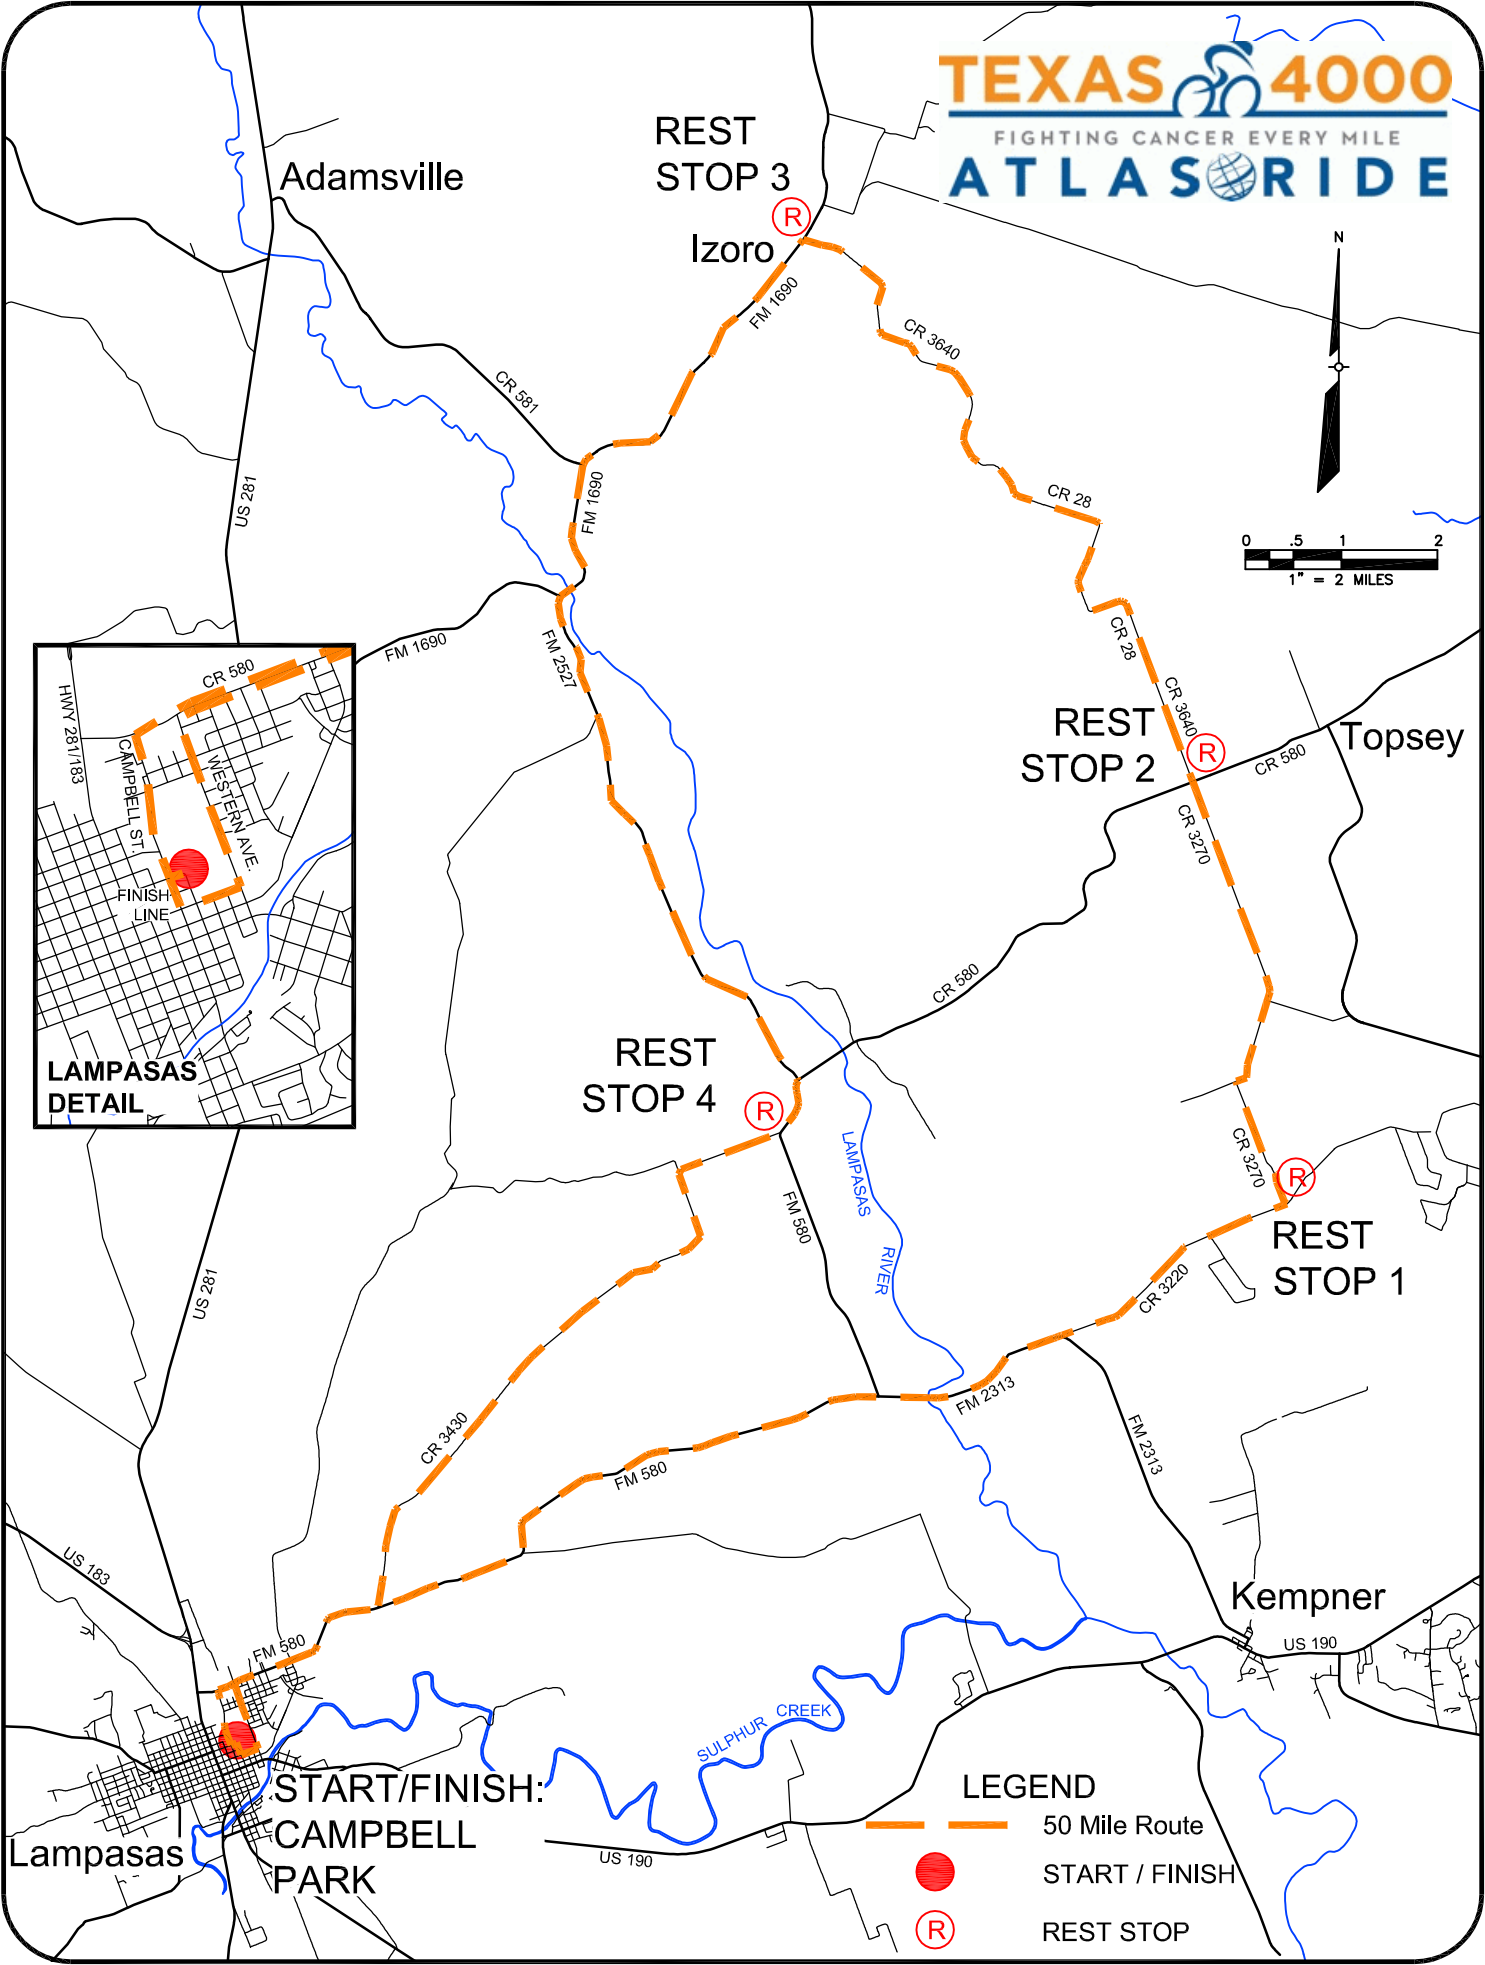 TEXAS 4000
FIGHTING CANCER EVERY MILE
ATLAS RIDE
REST
STOP 3
Adamsville
Izoro
N
FM 1690
CR 3640
CR 581
US 281
FM 1690
CR 28
0 .5 1 2
1" = 2 MILES
FM 1690
FM 2527
CR 28
CR 3640
REST
STOP 2
Topsey
CR 580
CR 3270
CR 580
HWY 281/183
CAMPBELL ST.
WESTERN AVE.
FINISH
LINE
LAMPASAS
DETAIL
CR 580
REST
STOP 4
LAMPASAS
RIVER
CR 3270
REST
STOP 1
FM 580
CR 3220
US 281
FM 2313
CR 3430
FM 580
FM 2313
US 183
Kempner
US 190
FM 580
SULPHUR CREEK
START/FINISH:
CAMPBELL
PARK
Lampasas
US 190
LEGEND
50 Mile Route
START / FINISH
R
REST STOP
R
R
R
R